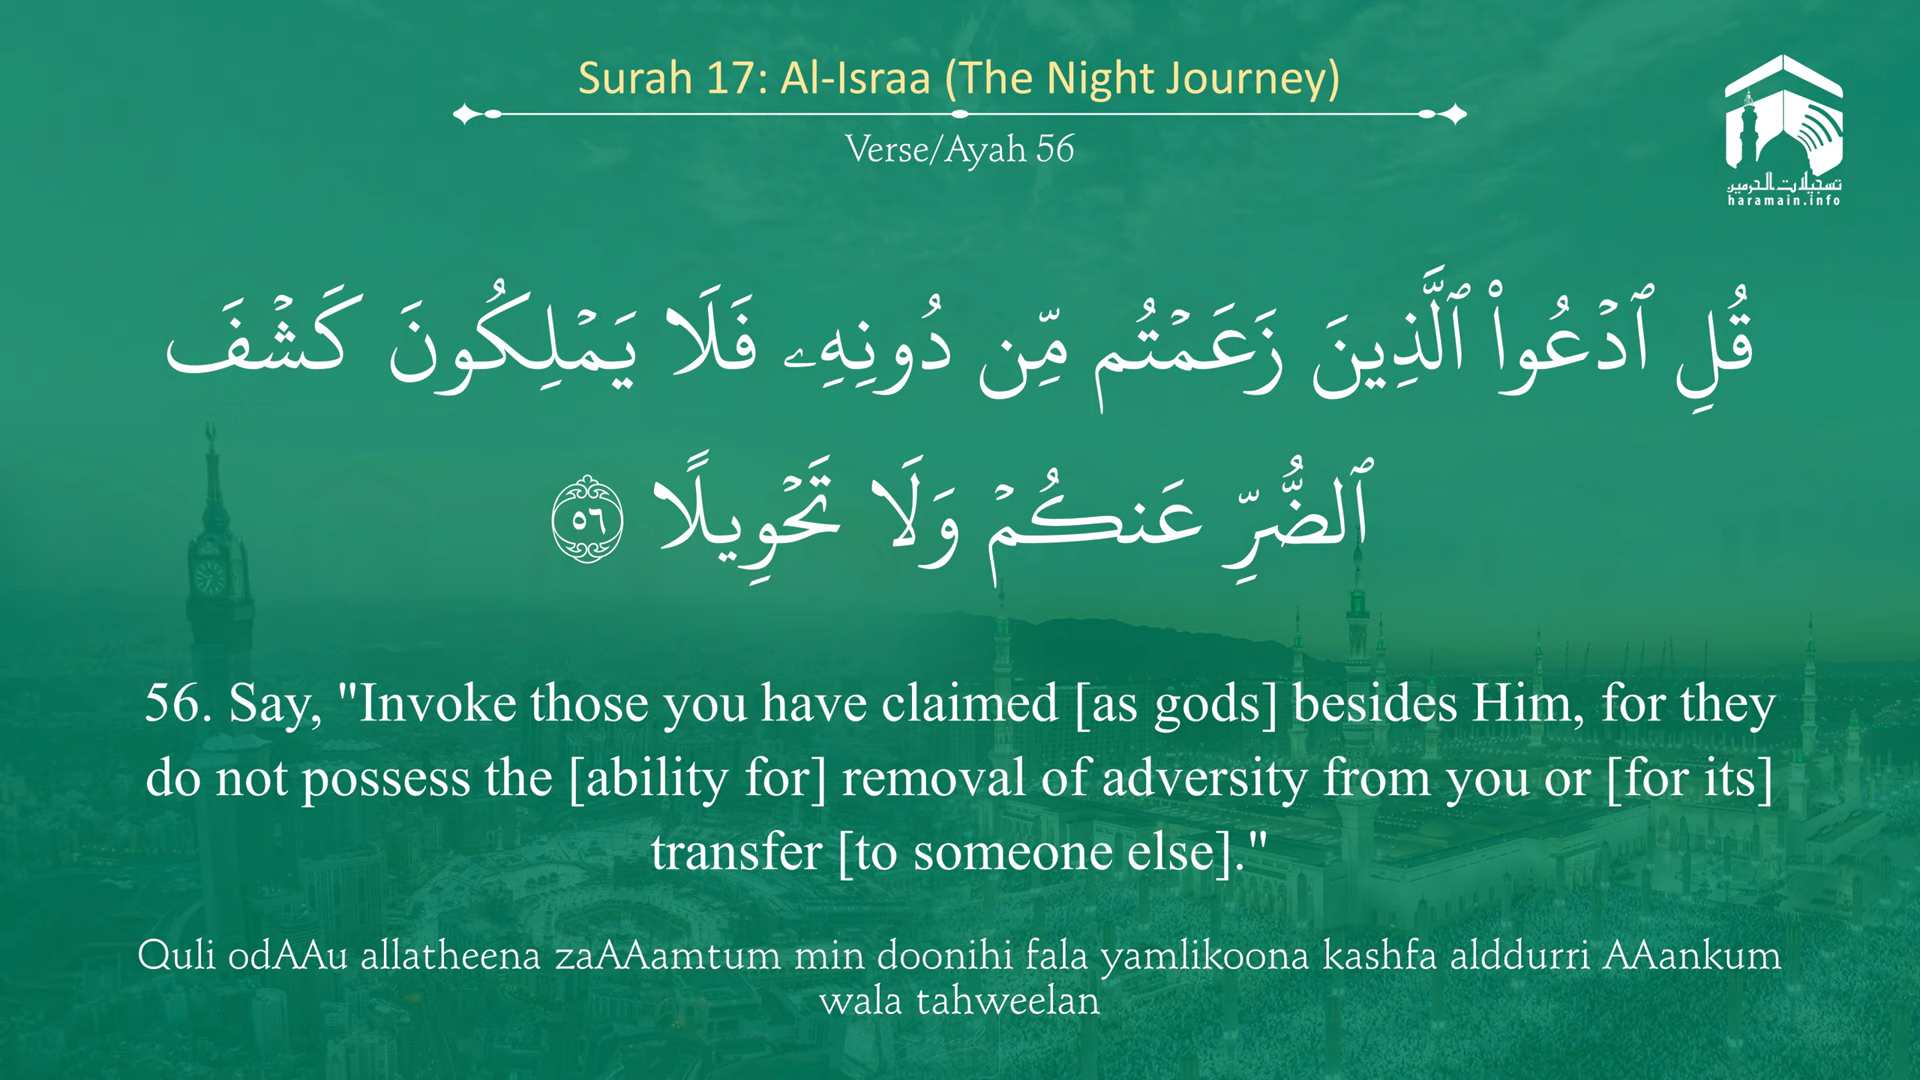 Surah 17: Al-Israa (The Night Journey)
Verse/Ayah 56
تسجيلات الحرمين
haramain.info
قُلِ ٱدْعُوا۟ ٱلَّذِينَ زَعَمْتُم مِّن دُونِهِۦ فَلَا يَمْلِكُونَ كَشْفَ
ٱلضُّرِّ عَنكُمْ وَلَا تَحْوِيلًا ٥٦
56. Say, "Invoke those you have claimed [as gods] besides Him, for they
do not possess the [ability for] removal of adversity from you or [for its]
transfer [to someone else]."
Quli odAAu allatheena zaAAamtum min doonihi fala yamlikoona kashfa alddurri AAankum
wala tahweelan